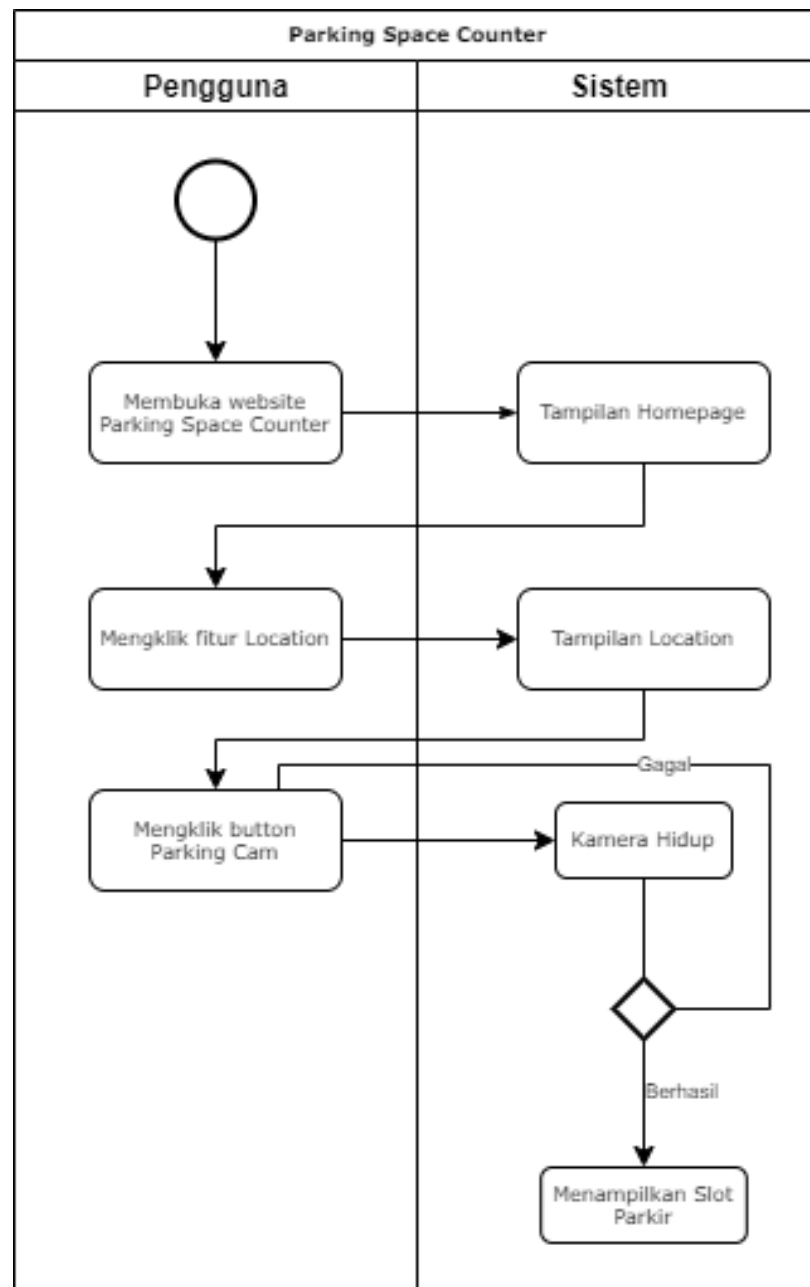 Parking Space Counter
Pengguna
Sistem
Membuka website
Parking Space Counter
Tampilan Homepage
Mengklik fitur Location
Tampilan Location
Gagal
Mengklik button
Parking Cam
Kamera Hidup
Berhasil
Menampilkan Slot
Parkir